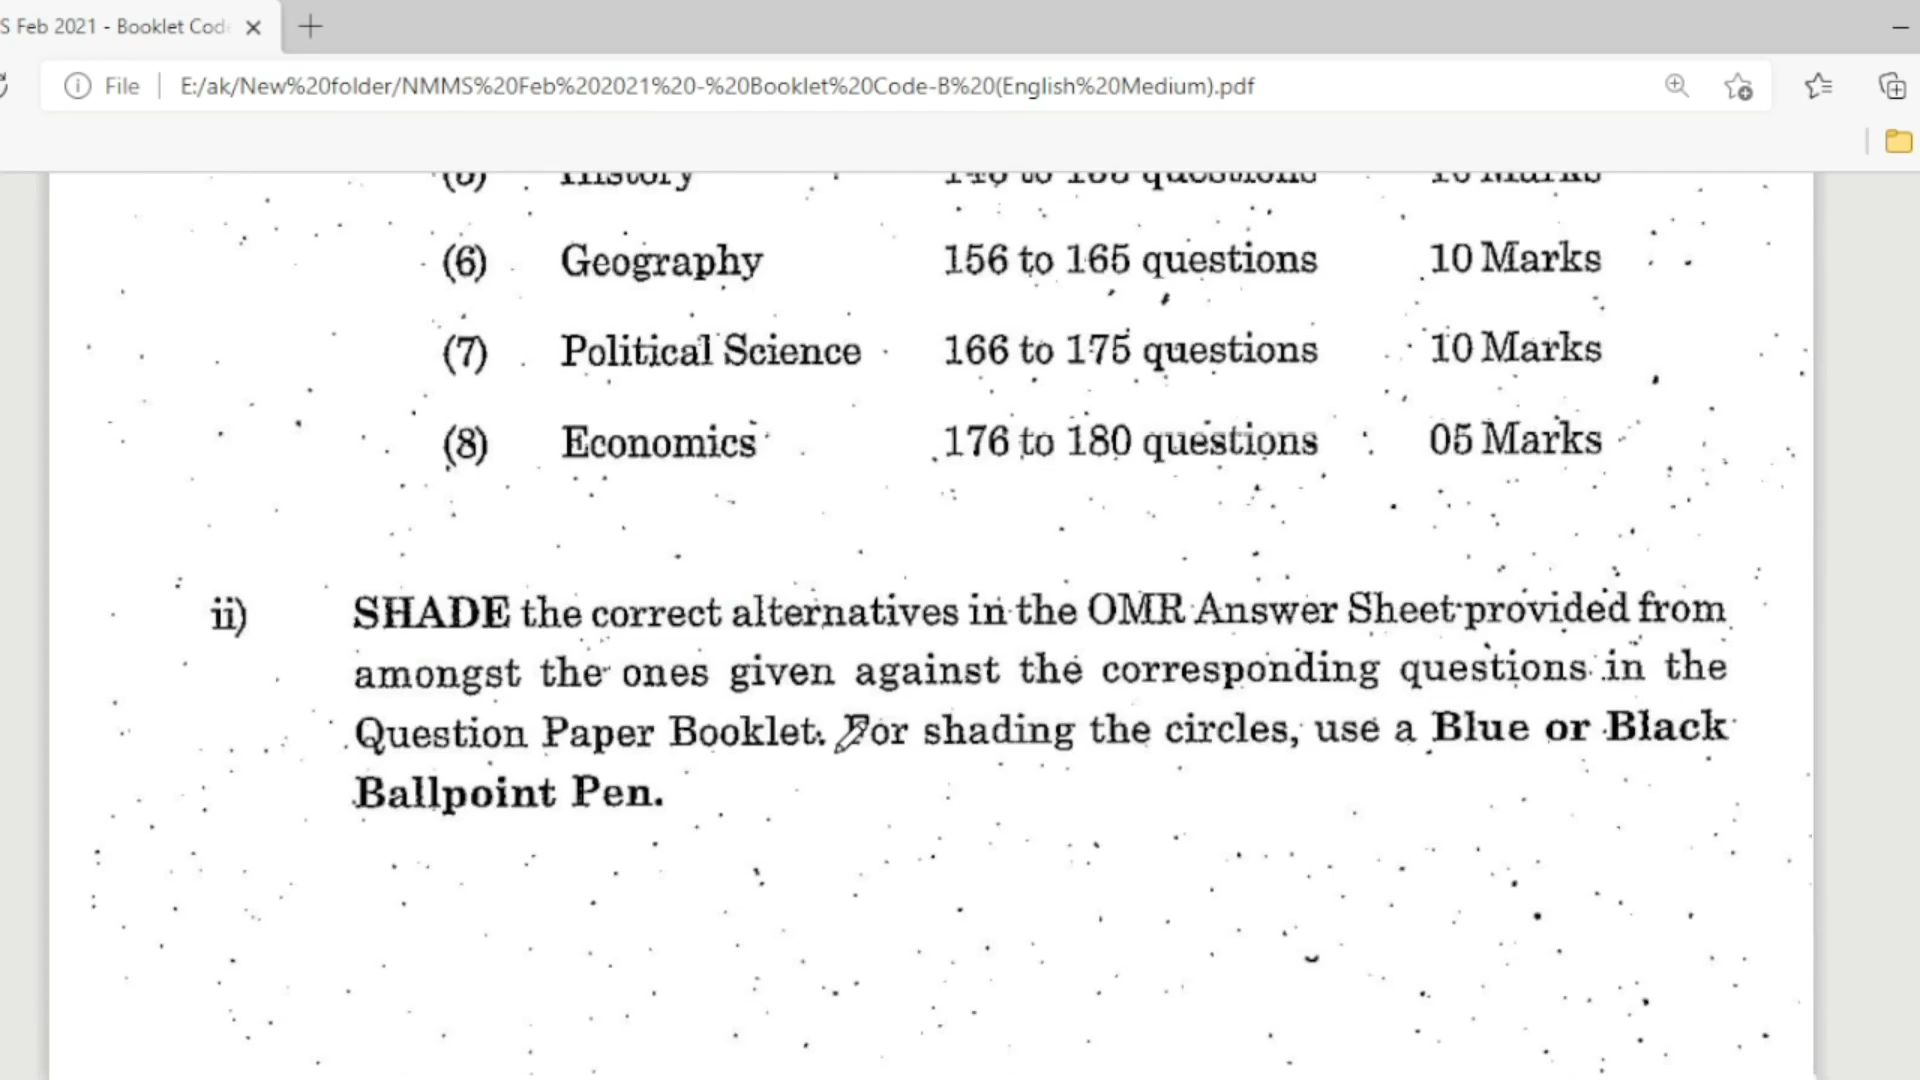 S Feb 2021 - Booklet Cod
File E:/ak/New%20folder/NMMS%20Feb%202021%20-%20Booklet%20Code-B%20(English%20Medium).pdf
History questions
(6) Geography 156 to 165 questions 10 Marks
(7) Political Science 166 to 175 questions 10 Marks
(8) Economics 176 to 180 questions 05 Marks
ii) SHADE the correct alternatives in the OMR Answer Sheet provided from
amongst the ones given against the corresponding questions in the
Question Paper Booklet. For shading the circles, use a Blue or Black
Ballpoint Pen.